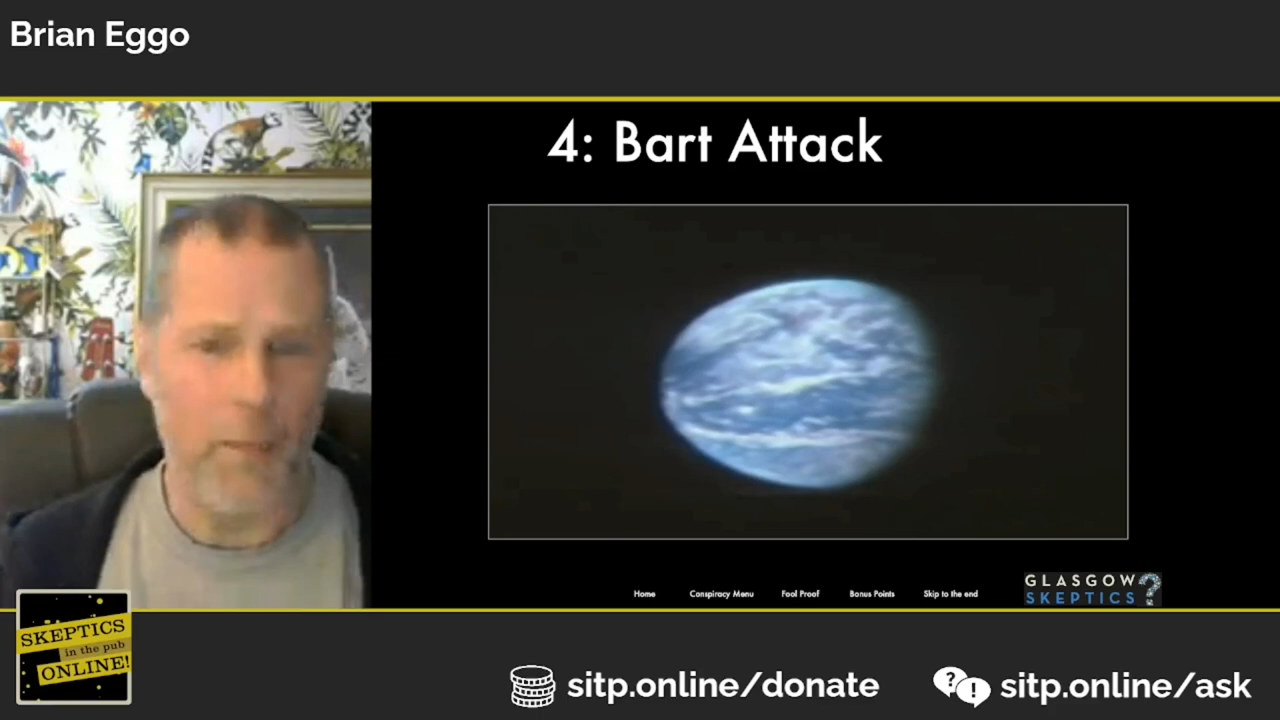 Brian Eggo
4: Bart Attack
Home
Conspiracy Menu
Fool Proof
Bonus Points
Skip to the end
GLASGOW
SKEPTICS
?
SKEPTICS
in the pub
ONLINE!
sitp.online/donate
? !
sitp.online/ask